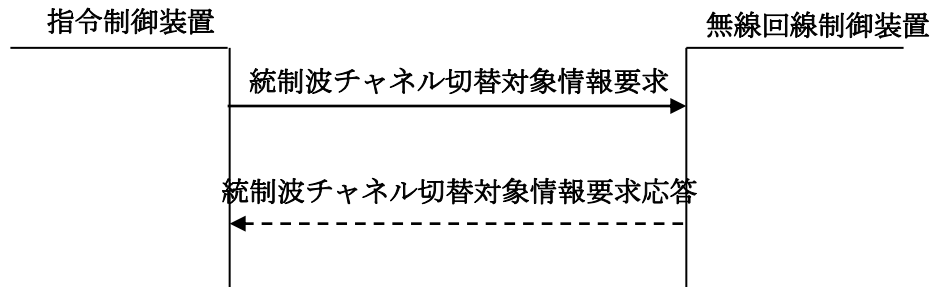 指令制御装置
無線回線制御装置
統制波チャネル切替対象情報要求
統制波チャネル切替対象情報要求応答